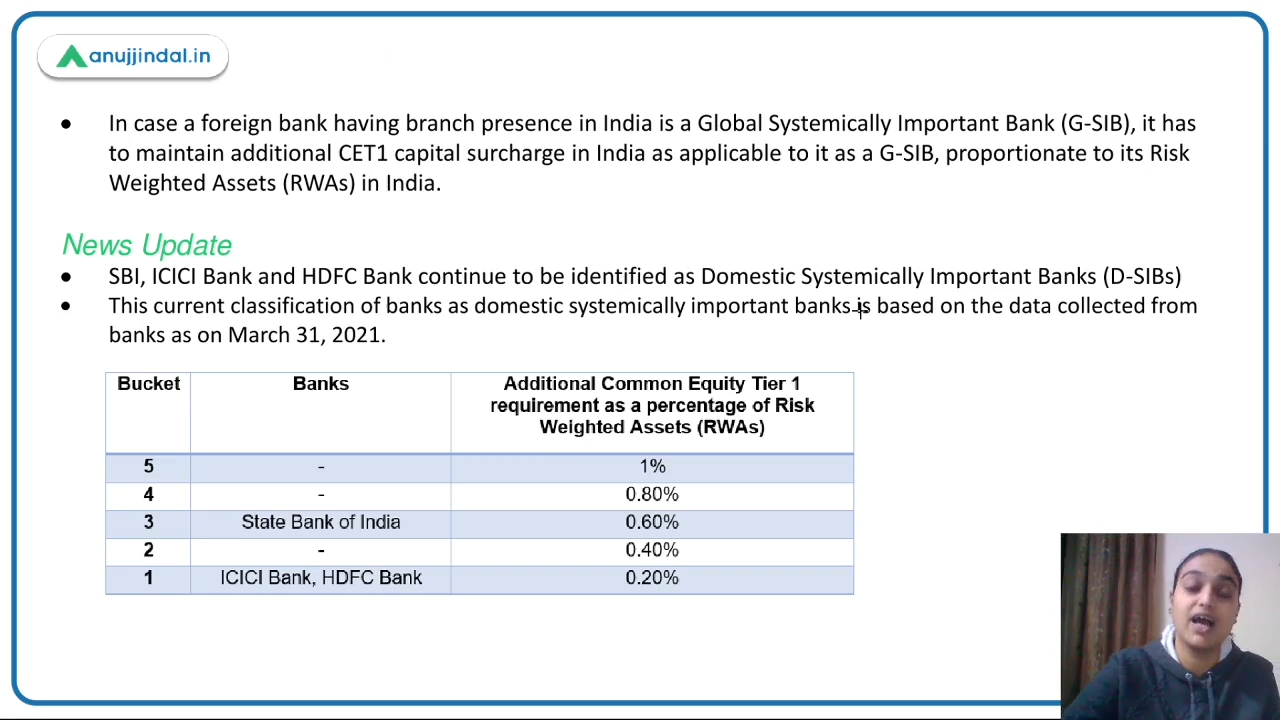 anujjindal.in
● In case a foreign bank having branch presence in India is a Global Systemically Important Bank (G-SIB), it has
to maintain additional CET1 capital surcharge in India as applicable to it as a G-SIB, proportionate to its Risk
Weighted Assets (RWAs) in India.
News Update
● SBI, ICICI Bank and HDFC Bank continue to be identified as Domestic Systemically Important Banks (D-SIBs)
● This current classification of banks as domestic systemically important banks is based on the data collected from
banks as on March 31, 2021.
Bucket Banks Additional Common Equity Tier 1
requirement as a percentage of Risk
Weighted Assets (RWAs)
5 - 1%
4 - 0.80%
3 State Bank of India 0.60%
2 - 0.40%
1 ICICI Bank, HDFC Bank 0.20%